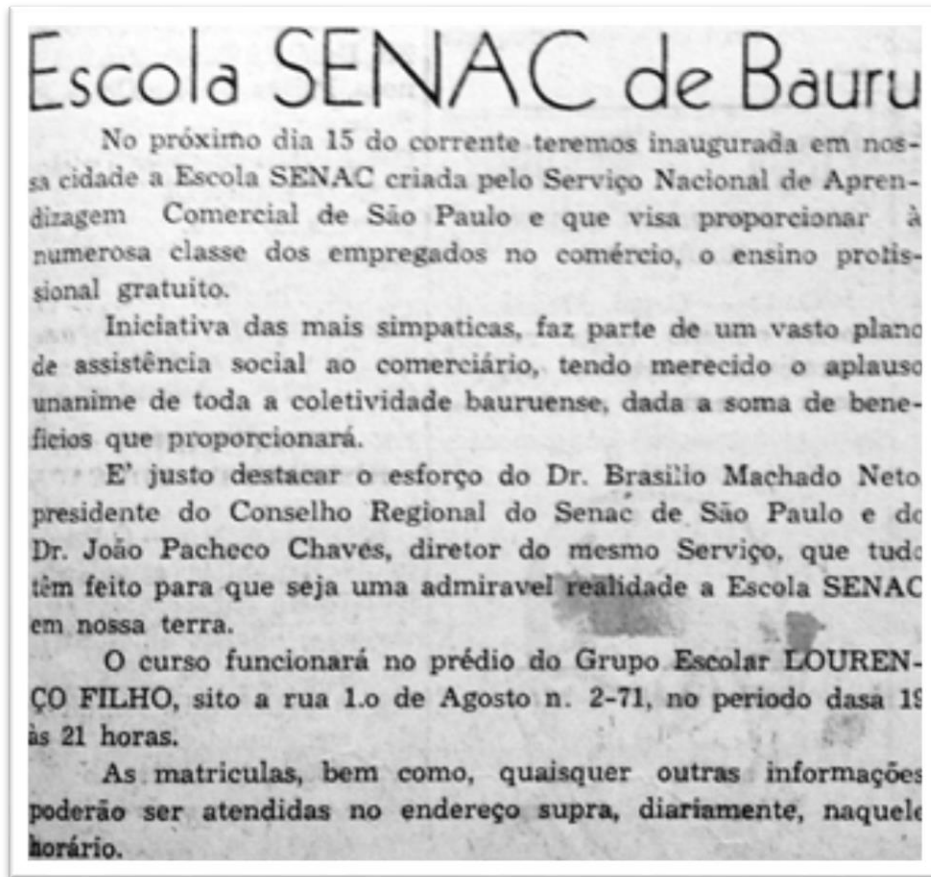 Escola SENAC de Bauru
No próximo dia 15 do corrente teremos inaugurada em nos-
sa cidade a Escola SENAC criada pelo Serviço Nacional de Apren-
dizagem Comercial de São Paulo e que visa proporcionar à
numerosa classe dos empregados no comércio, o ensino profis-
sional gratuito.
Iniciativa das mais simpaticas, faz parte de um vasto plano
de assistência social ao comerciário, tendo merecido o aplauso
unanime de toda a coletividade bauruense, dada a soma de bene-
ficios que proporcionará.
E' justo destacar o esforço do Dr. Brasilio Machado Neto
presidente do Conselho Regional do Senac de São Paulo e do
Dr. João Pacheco Chaves, diretor do mesmo Serviço, que tudo
têm feito para que seja uma admiravel realidade a Escola SENAC
em nossa terra.
O curso funcionará no prédio do Grupo Escolar LOUREN-
ÇO FILHO, sito a rua 1.o de Agosto n. 2-71, no periodo dasa 19
às 21 horas.
As matriculas, bem como, quaisquer outras informações
poderão ser atendidas no endereço supra, diariamente, naquele
horário.